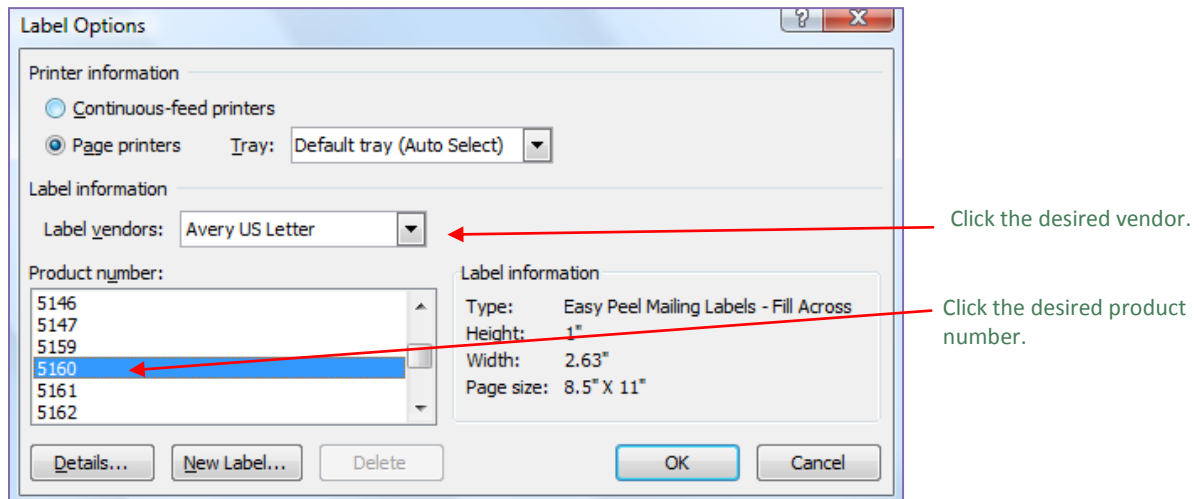 Label Options
?
X
Printer information
Continuous-feed printers
Page printers Tray: Default tray (Auto Select)
Label information
Label vendors: Avery US Letter
Click the desired vendor.
Product number:
5146
5147
5159
5160
5161
5162
Label information
Type: Easy Peel Mailing Labels - Fill Across
Height: 1"
Width: 2.63"
Page size: 8.5" X 11"
Click the desired product
number.
Details... New Label... Delete OK Cancel